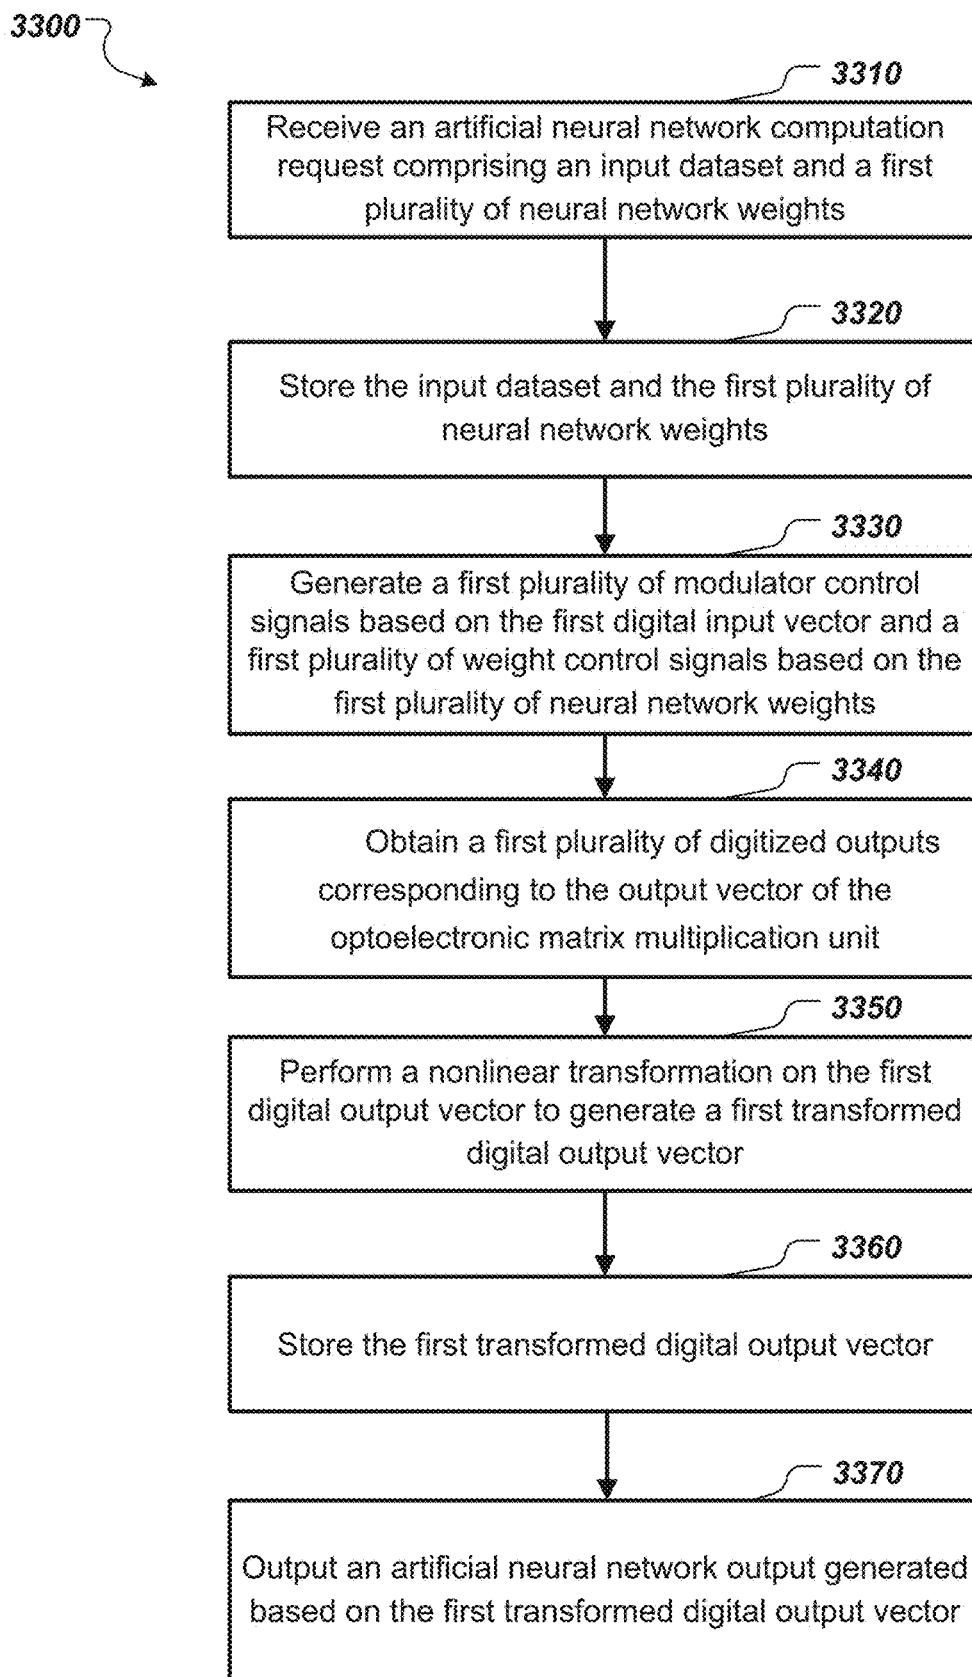 3300
3310
Receive an artificial neural network computation
request comprising an input dataset and a first
plurality of neural network weights
3320
Store the input dataset and the first plurality of
neural network weights
3330
Generate a first plurality of modulator control
signals based on the first digital input vector and a
first plurality of weight control signals based on the
first plurality of neural network weights
3340
Obtain a first plurality of digitized outputs
corresponding to the output vector of the
optoelectronic matrix multiplication unit
3350
Perform a nonlinear transformation on the first
digital output vector to generate a first transformed
digital output vector
3360
Store the first transformed digital output vector
3370
Output an artificial neural network output generated
based on the first transformed digital output vector